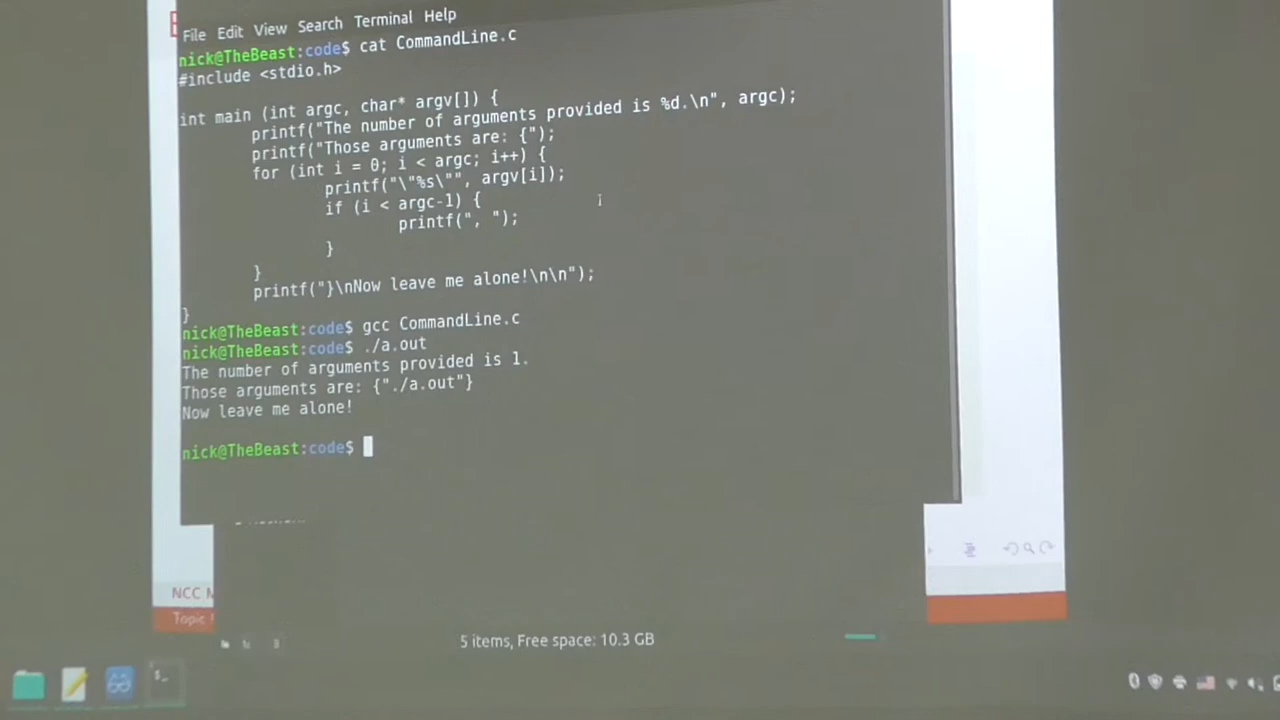 File Edit View Search Terminal Help
nick@TheBeast:code$ cat CommandLine.c
#include <stdio.h>
int main (int argc, char* argv[]) {
printf("The number of arguments provided is %d.\n", argc);
printf("Those arguments are: {");
for (int i = 0; i < argc; i++) {
printf("\"%s\"", argv[i]);
if (i < argc-1) {
printf(", ");
}
}
printf("}\nNow leave me alone!\n\n");
}
nick@TheBeast:code$ gcc CommandLine.c
nick@TheBeast:code$ ./a.out
The number of arguments provided is 1.
Those arguments are: {"./a.out"}
Now leave me alone!
nick@TheBeast:code$
NCC
Topic
5 items, Free space: 10.3 GB